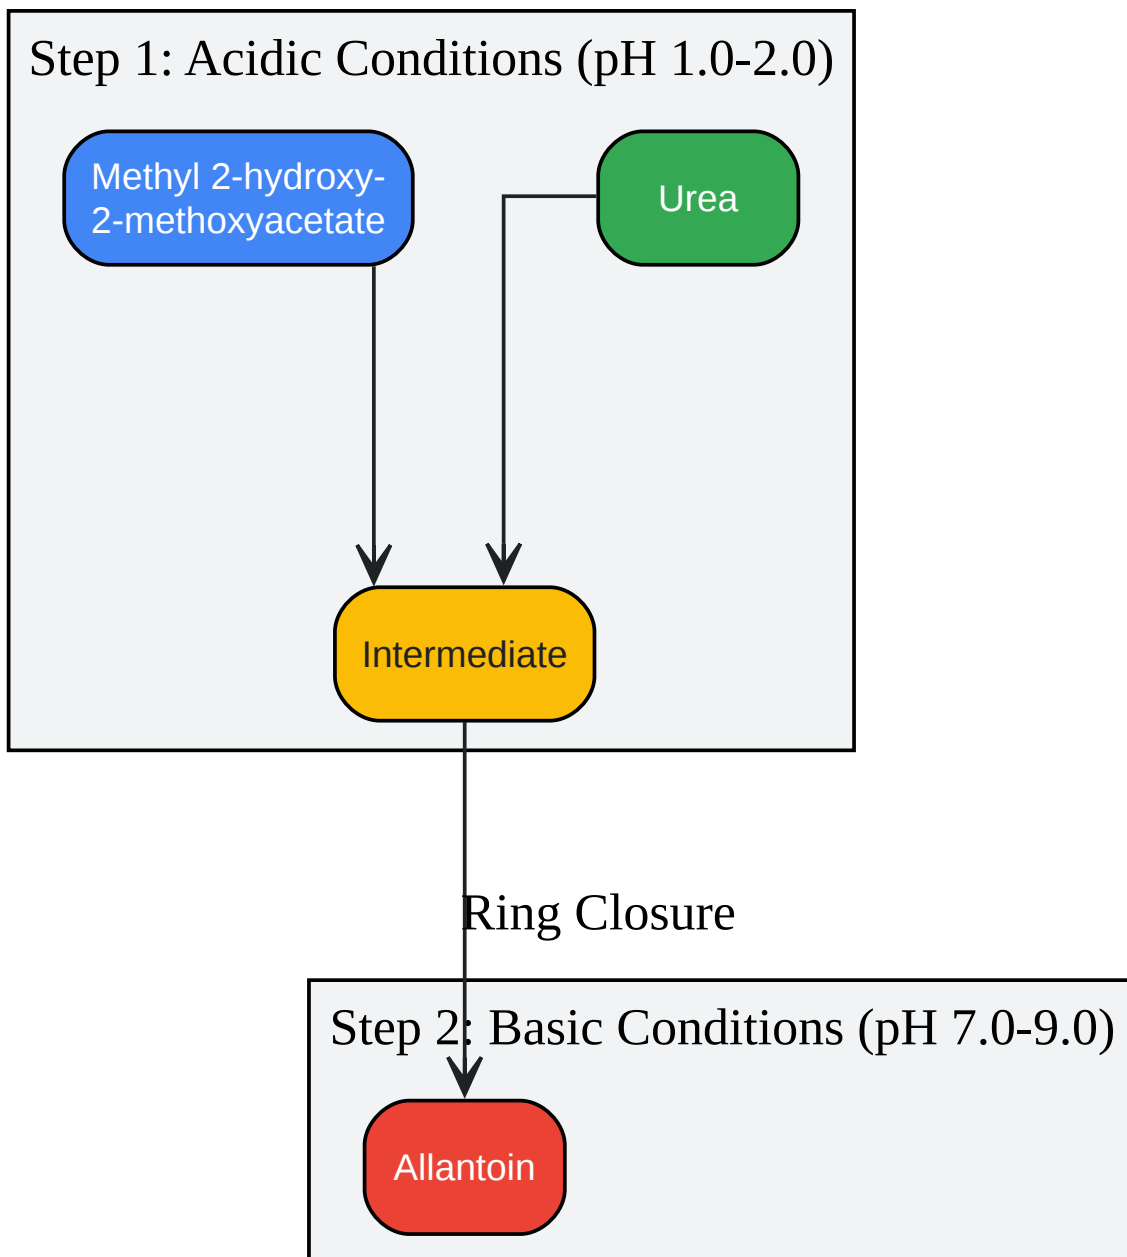 Step 1: Acidic Conditions (pH 1.0-2.0)
Methyl 2-hydroxy-
2-methoxyacetate
Urea
Intermediate
Ring Closure
Step 2: Basic Conditions (pH 7.0-9.0)
Allantoin